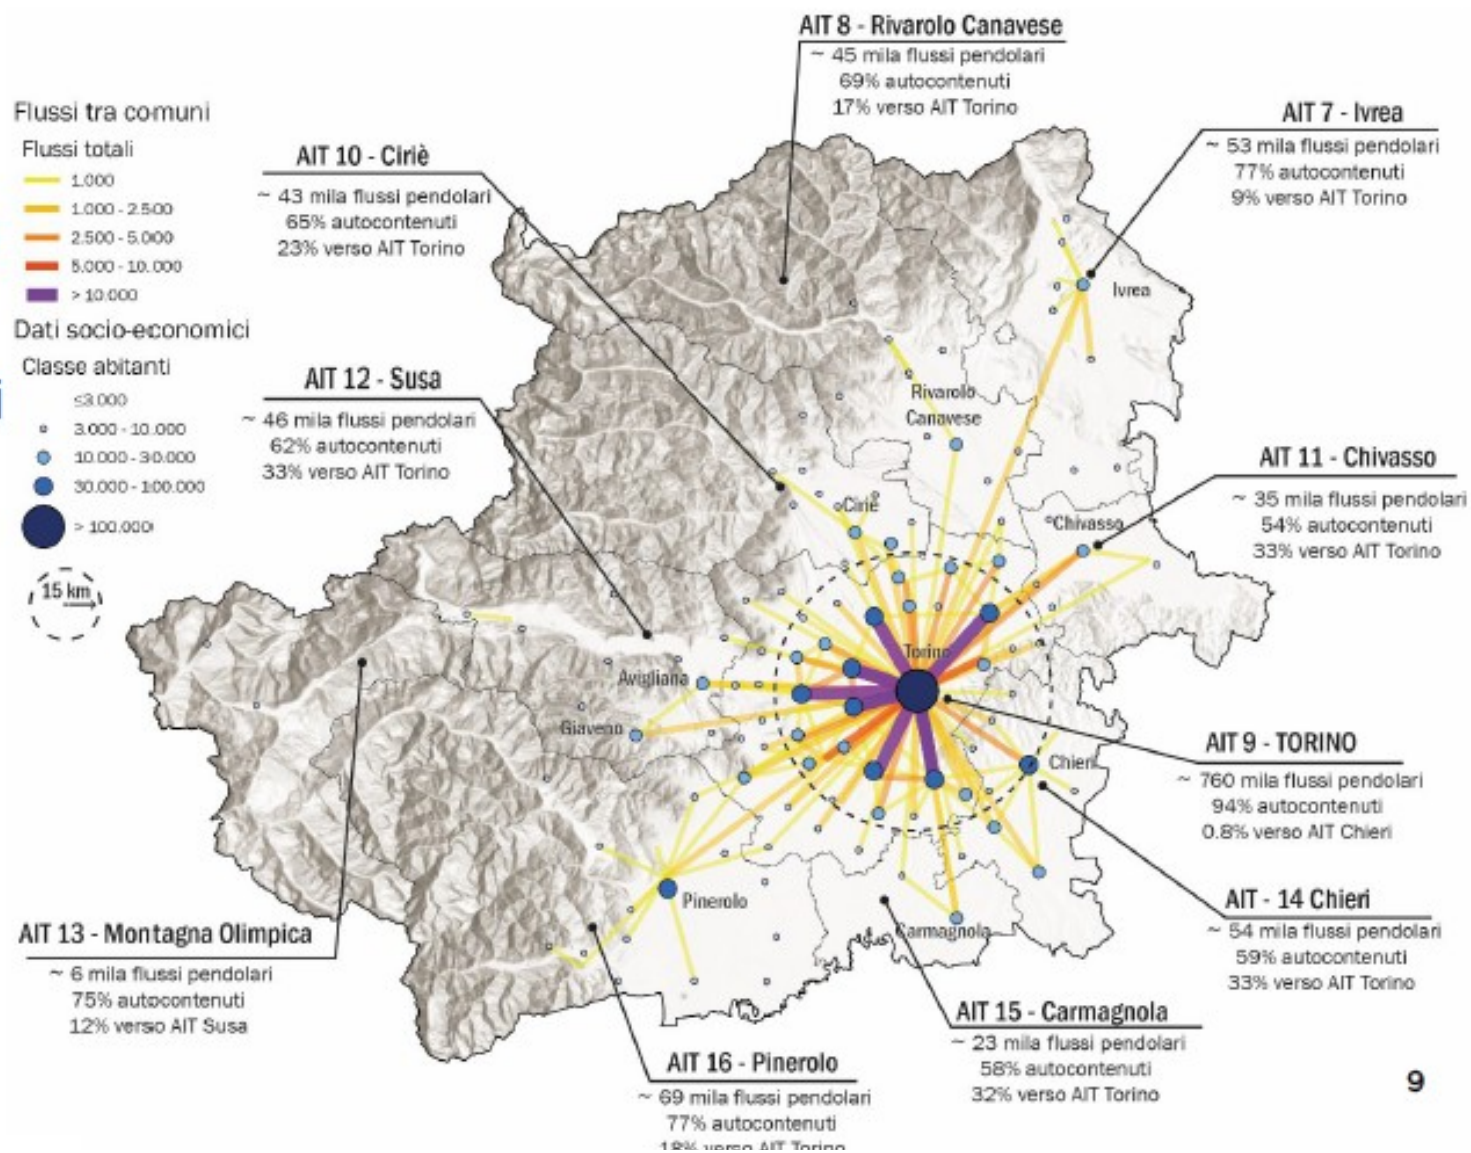 AIT 8 - Rivarolo Canavese
~ 45 mila flussi pendolari
69% autocontenuti
17% verso AIT Torino
AIT 7 - Ivrea
~ 53 mila flussi pendolari
77% autocontenuti
9% verso AIT Torino
Flussi tra comuni
Flussi totali
1.000
1.000 - 2.500
2.500 - 5.000
5.000 - 10.000
> 10.000
Dati socio-economici
Classe abitanti
≤3.000
3.000 - 10.000
10.000 - 30.000
30.000 - 100.000
> 100.000
15 km
AIT 10 - Ciriè
~ 43 mila flussi pendolari
65% autocontenuti
23% verso AIT Torino
AIT 12 - Susa
~ 46 mila flussi pendolari
62% autocontenuti
33% verso AIT Torino
Ivrea
Rivarolo
Canavese
Ciriè
Chivasso
Torino
Avigliana
Giaveno
Chieri
Pinerolo
Carmagnola
AIT 11 - Chivasso
~ 35 mila flussi pendolari
54% autocontenuti
33% verso AIT Torino
AIT 9 - TORINO
~ 760 mila flussi pendolari
94% autocontenuti
0.8% verso AIT Chieri
AIT - 14 Chieri
~ 54 mila flussi pendolari
59% autocontenuti
33% verso AIT Torino
AIT 13 - Montagna Olimpica
~ 6 mila flussi pendolari
75% autocontenuti
12% verso AIT Susa
AIT 15 - Carmagnola
~ 23 mila flussi pendolari
58% autocontenuti
32% verso AIT Torino
AIT 16 - Pinerolo
~ 69 mila flussi pendolari
77% autocontenuti
18% verso AIT Torino
9